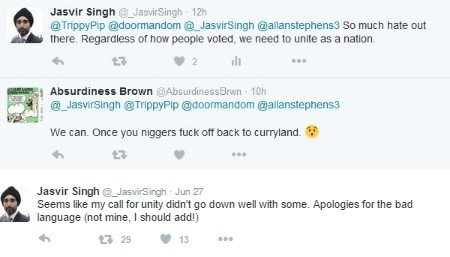 Jasvir Singh @_JasvirSingh · 12h
@TrippyPip @doormandom @_JasvirSingh @allanstephens3 So much hate out
there. Regardless of how people voted, we need to unite as a nation.
2
Absurdiness Brown @AbsurdinessBrwn · 10h
@_JasvirSingh @TrippyPip @doormandom @allanstephens3
We can. Once you niggers fuck off back to curryland. 😯
Jasvir Singh @_JasvirSingh · Jun 27
Seems like my call for unity didn't go down well with some. Apologies for the bad
language (not mine, I should add!)
29 13